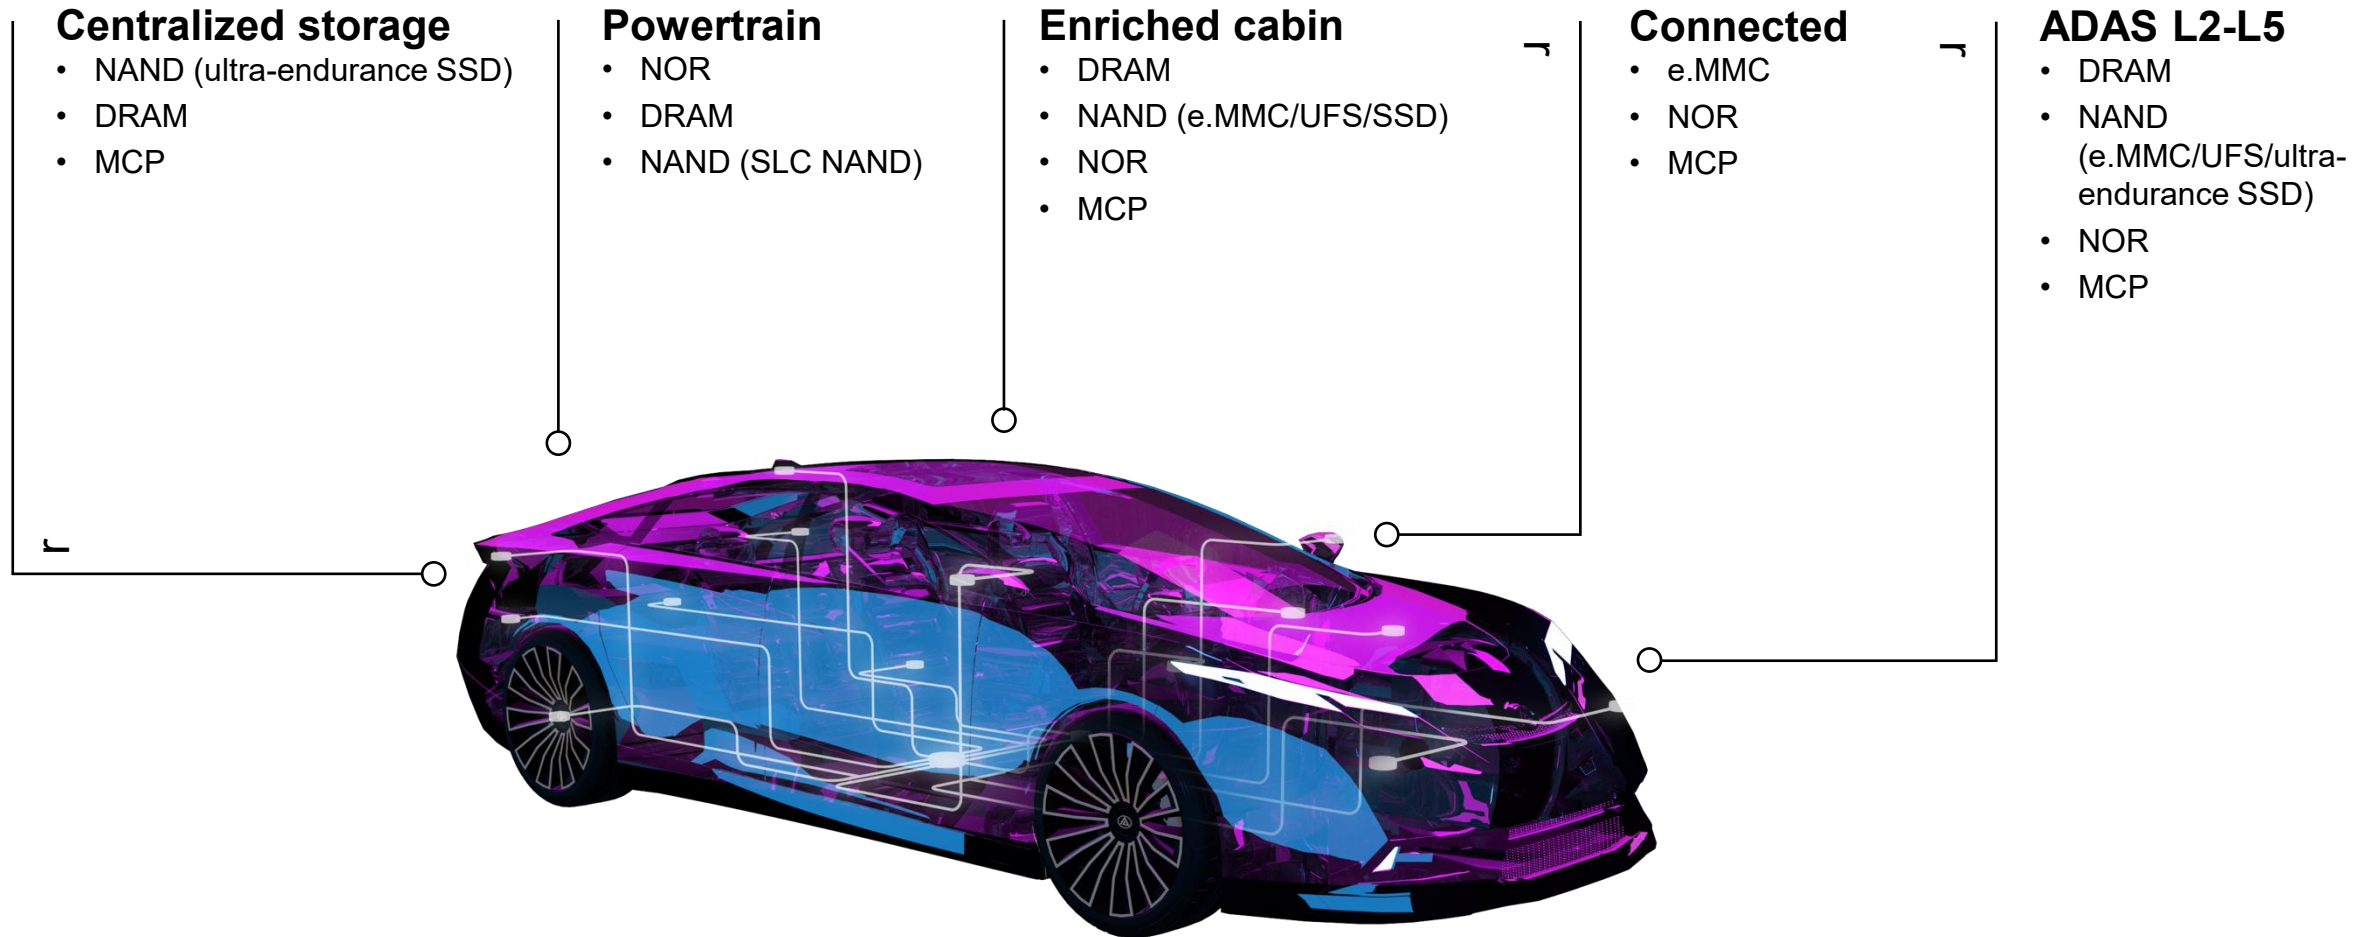 Centralized storage
• NAND (ultra-endurance SSD)
• DRAM
• MCP
Powertrain
• NOR
• DRAM
• NAND (SLC NAND)
Enriched cabin
• DRAM
• NAND (e.MMC/UFS/SSD)
• NOR
• MCP
r
Connected
• e.MMC
• NOR
• MCP
r
ADAS L2-L5
• DRAM
• NAND
(e.MMC/UFS/ultra-
endurance SSD)
• NOR
• MCP
r